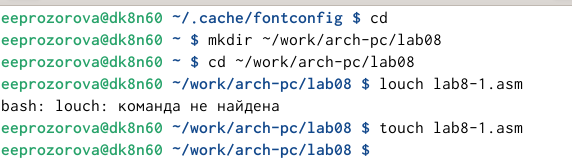 eeprozorova@dk8n60 ~/.cache/fontconfig $ cd
eeprozorova@dk8n60 ~ $ mkdir ~/work/arch-pc/lab08
eeprozorova@dk8n60 ~ $ cd ~/work/arch-pc/lab08
eeprozorova@dk8n60 ~/work/arch-pc/lab08 $ louch lab8-1.asm
bash: louch: команда не найдена
eeprozorova@dk8n60 ~/work/arch-pc/lab08 $ touch lab8-1.asm
eeprozorova@dk8n60 ~/work/arch-pc/lab08 $